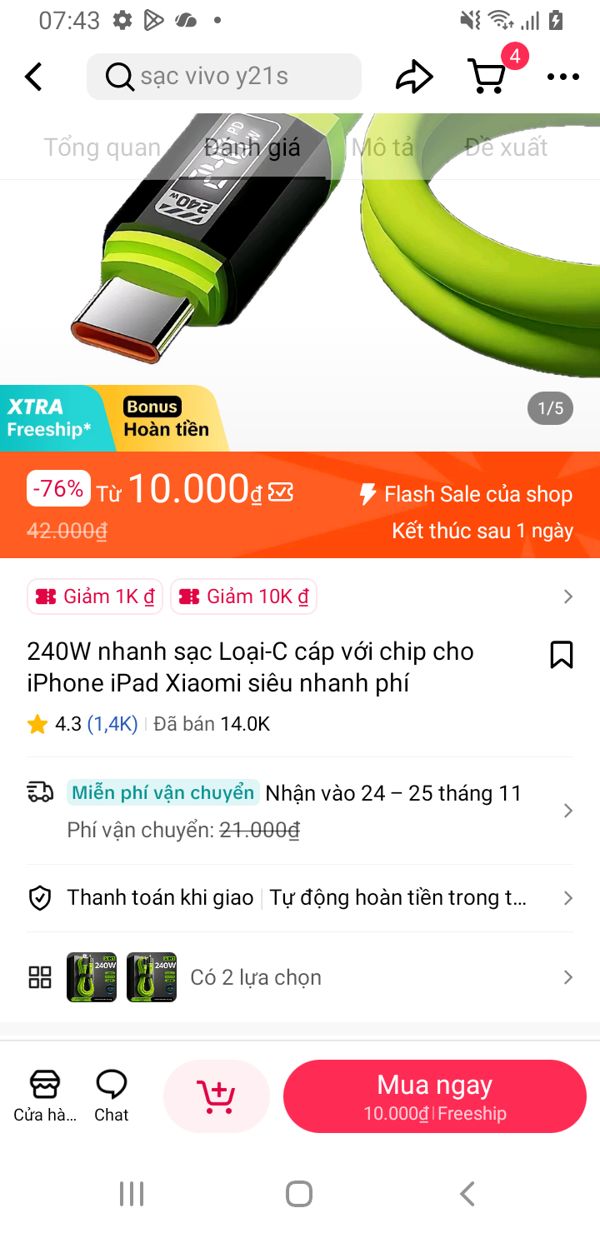 07:43
sạc vivo y21s
4
Tổng quan Đánh giá Mô tả Đề xuất
PD
240W
XTRA Freeship*
Bonus Hoàn tiền
1/5
-76% Từ 10.000₫
Flash Sale của shop
42.000₫
Kết thúc sau 1 ngày
Giảm 1K ₫ Giảm 10K ₫
240W nhanh sạc Loại-C cáp với chip cho
iPhone iPad Xiaomi siêu nhanh phí
4.3 (1,4K) Đã bán 14.0K
Miễn phí vận chuyển Nhận vào 24 – 25 tháng 11
Phí vận chuyển: 21.000₫
Thanh toán khi giao Tự động hoàn tiền trong t...
240W 240W Có 2 lựa chọn
Cửa hà... Chat
Mua ngay
10.000₫ Freeship